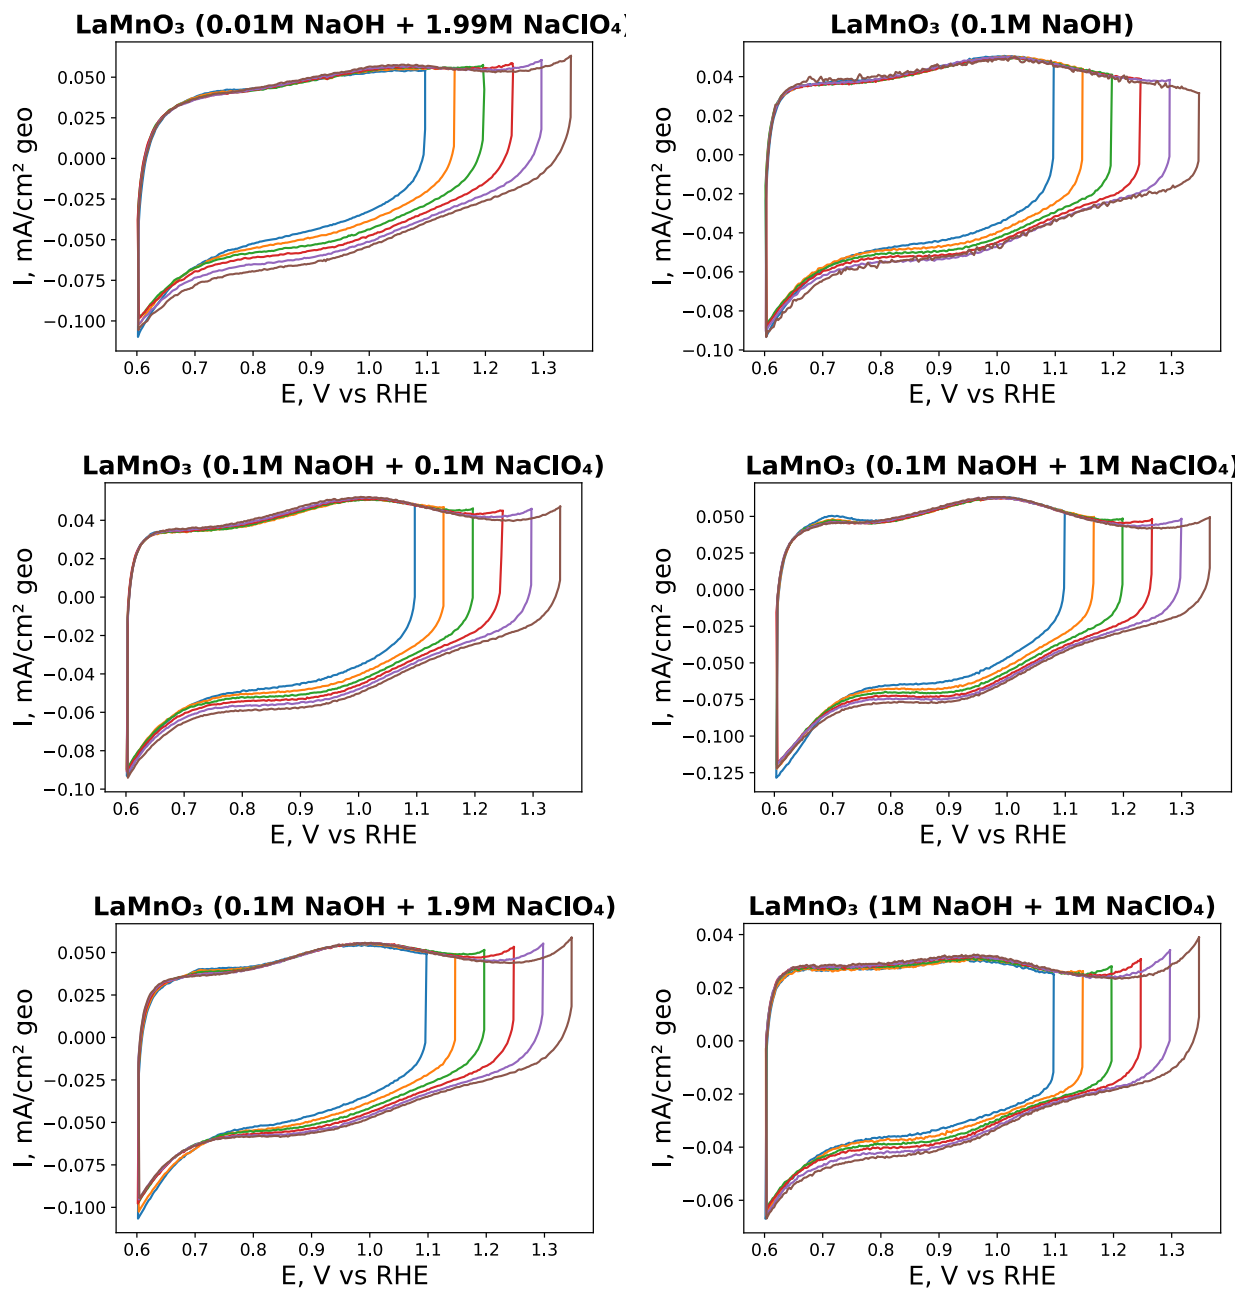 LaMnO₃ (0.01M NaOH + 1.99M NaClO₄)
0.050
0.025
0.000
−0.025
−0.050
−0.075
−0.100
I, mA/cm² geo
0.6 0.7 0.8 0.9 1.0 1.1 1.2 1.3
E, V vs RHE
LaMnO₃ (0.1M NaOH)
0.04
0.02
0.00
−0.02
−0.04
−0.06
−0.08
−0.10
I, mA/cm² geo
0.6 0.7 0.8 0.9 1.0 1.1 1.2 1.3
E, V vs RHE
LaMnO₃ (0.1M NaOH + 0.1M NaClO₄)
0.04
0.02
0.00
−0.02
−0.04
−0.06
−0.08
−0.10
I, mA/cm² geo
0.6 0.7 0.8 0.9 1.0 1.1 1.2 1.3
E, V vs RHE
LaMnO₃ (0.1M NaOH + 1M NaClO₄)
0.050
0.025
0.000
−0.025
−0.050
−0.075
−0.100
−0.125
I, mA/cm² geo
0.6 0.7 0.8 0.9 1.0 1.1 1.2 1.3
E, V vs RHE
LaMnO₃ (0.1M NaOH + 1.9M NaClO₄)
0.050
0.025
0.000
−0.025
−0.050
−0.075
−0.100
I, mA/cm² geo
0.6 0.7 0.8 0.9 1.0 1.1 1.2 1.3
E, V vs RHE
LaMnO₃ (1M NaOH + 1M NaClO₄)
0.04
0.02
0.00
−0.02
−0.04
−0.06
I, mA/cm² geo
0.6 0.7 0.8 0.9 1.0 1.1 1.2 1.3
E, V vs RHE